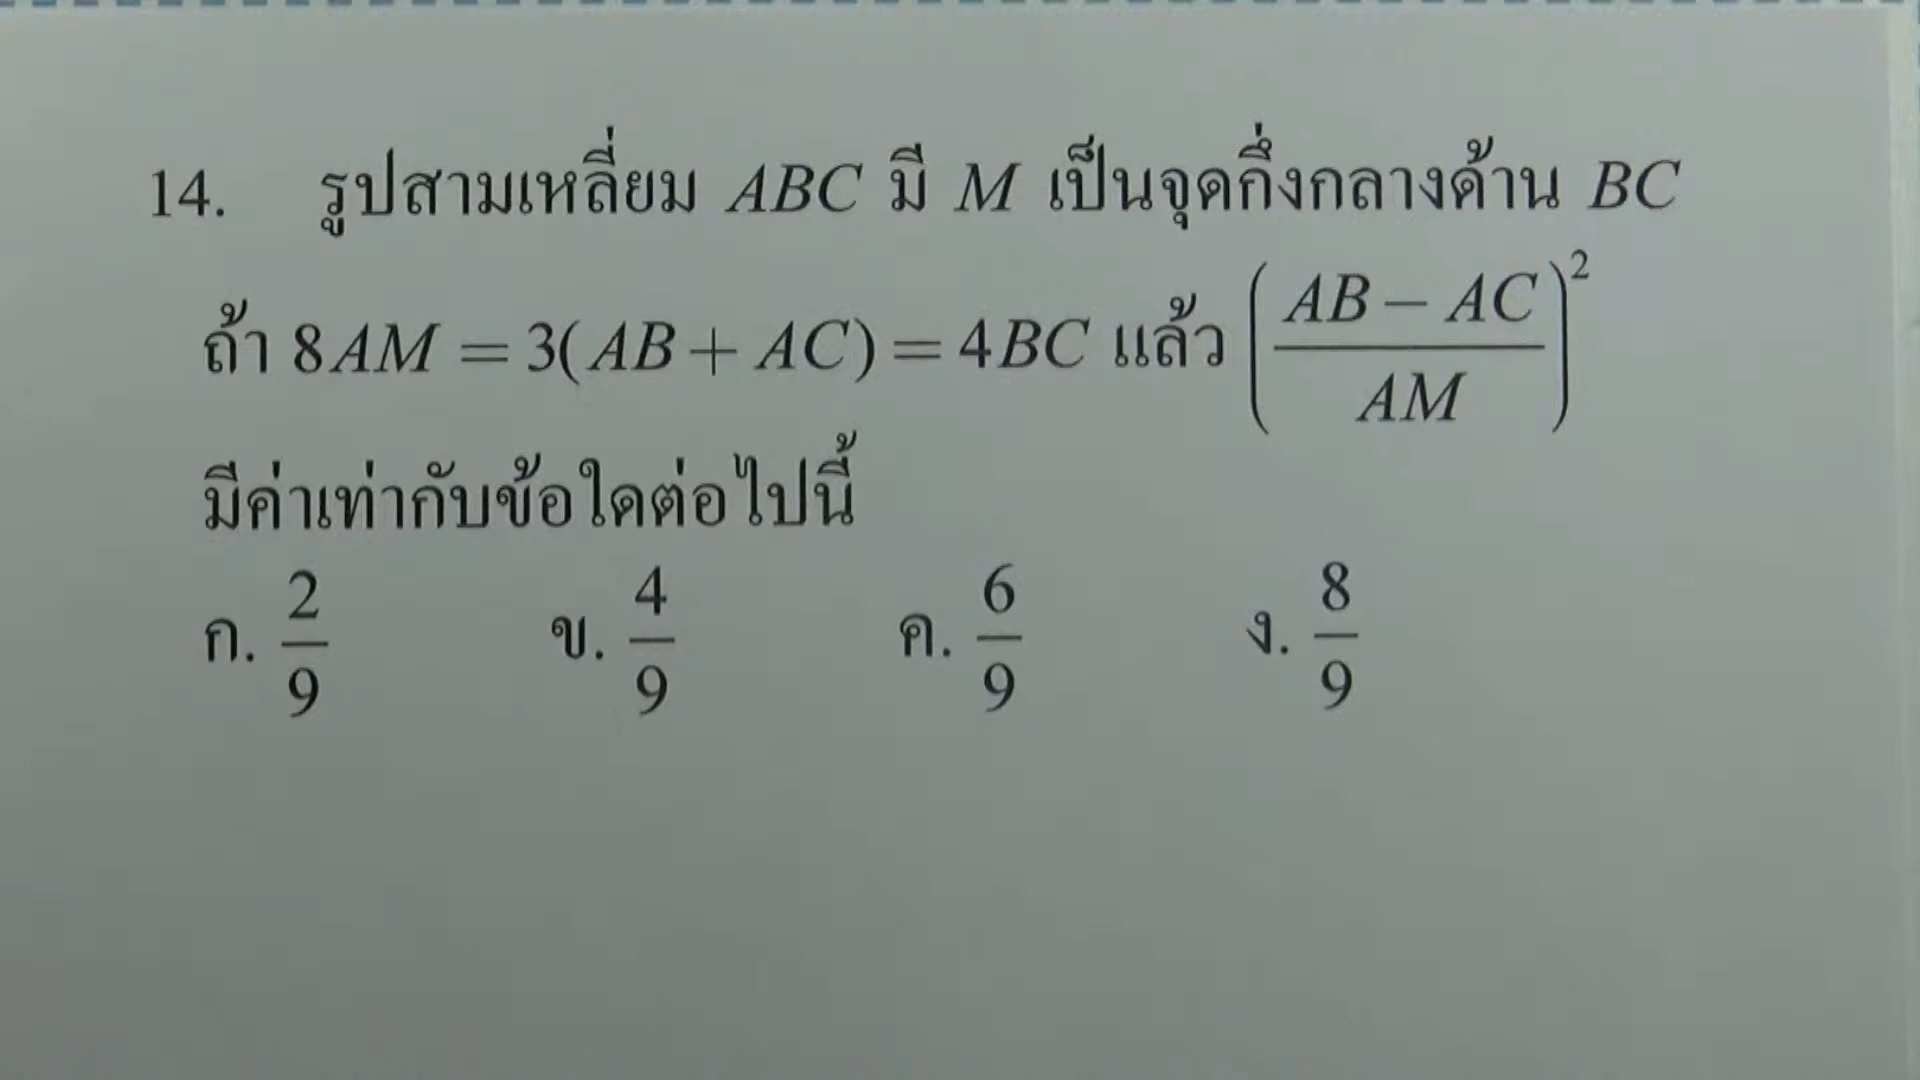 14. รูปสามเหลี่ยม ABC มี M เป็นจุดกึ่งกลางด้าน BC
ถ้า 8AM = 3(AB + AC) = 4BC แล้ว ((AB − AC)/AM)²
มีค่าเท่ากับข้อใดต่อไปนี้
ก. 2/9 ข. 4/9 ค. 6/9 ง. 8/9